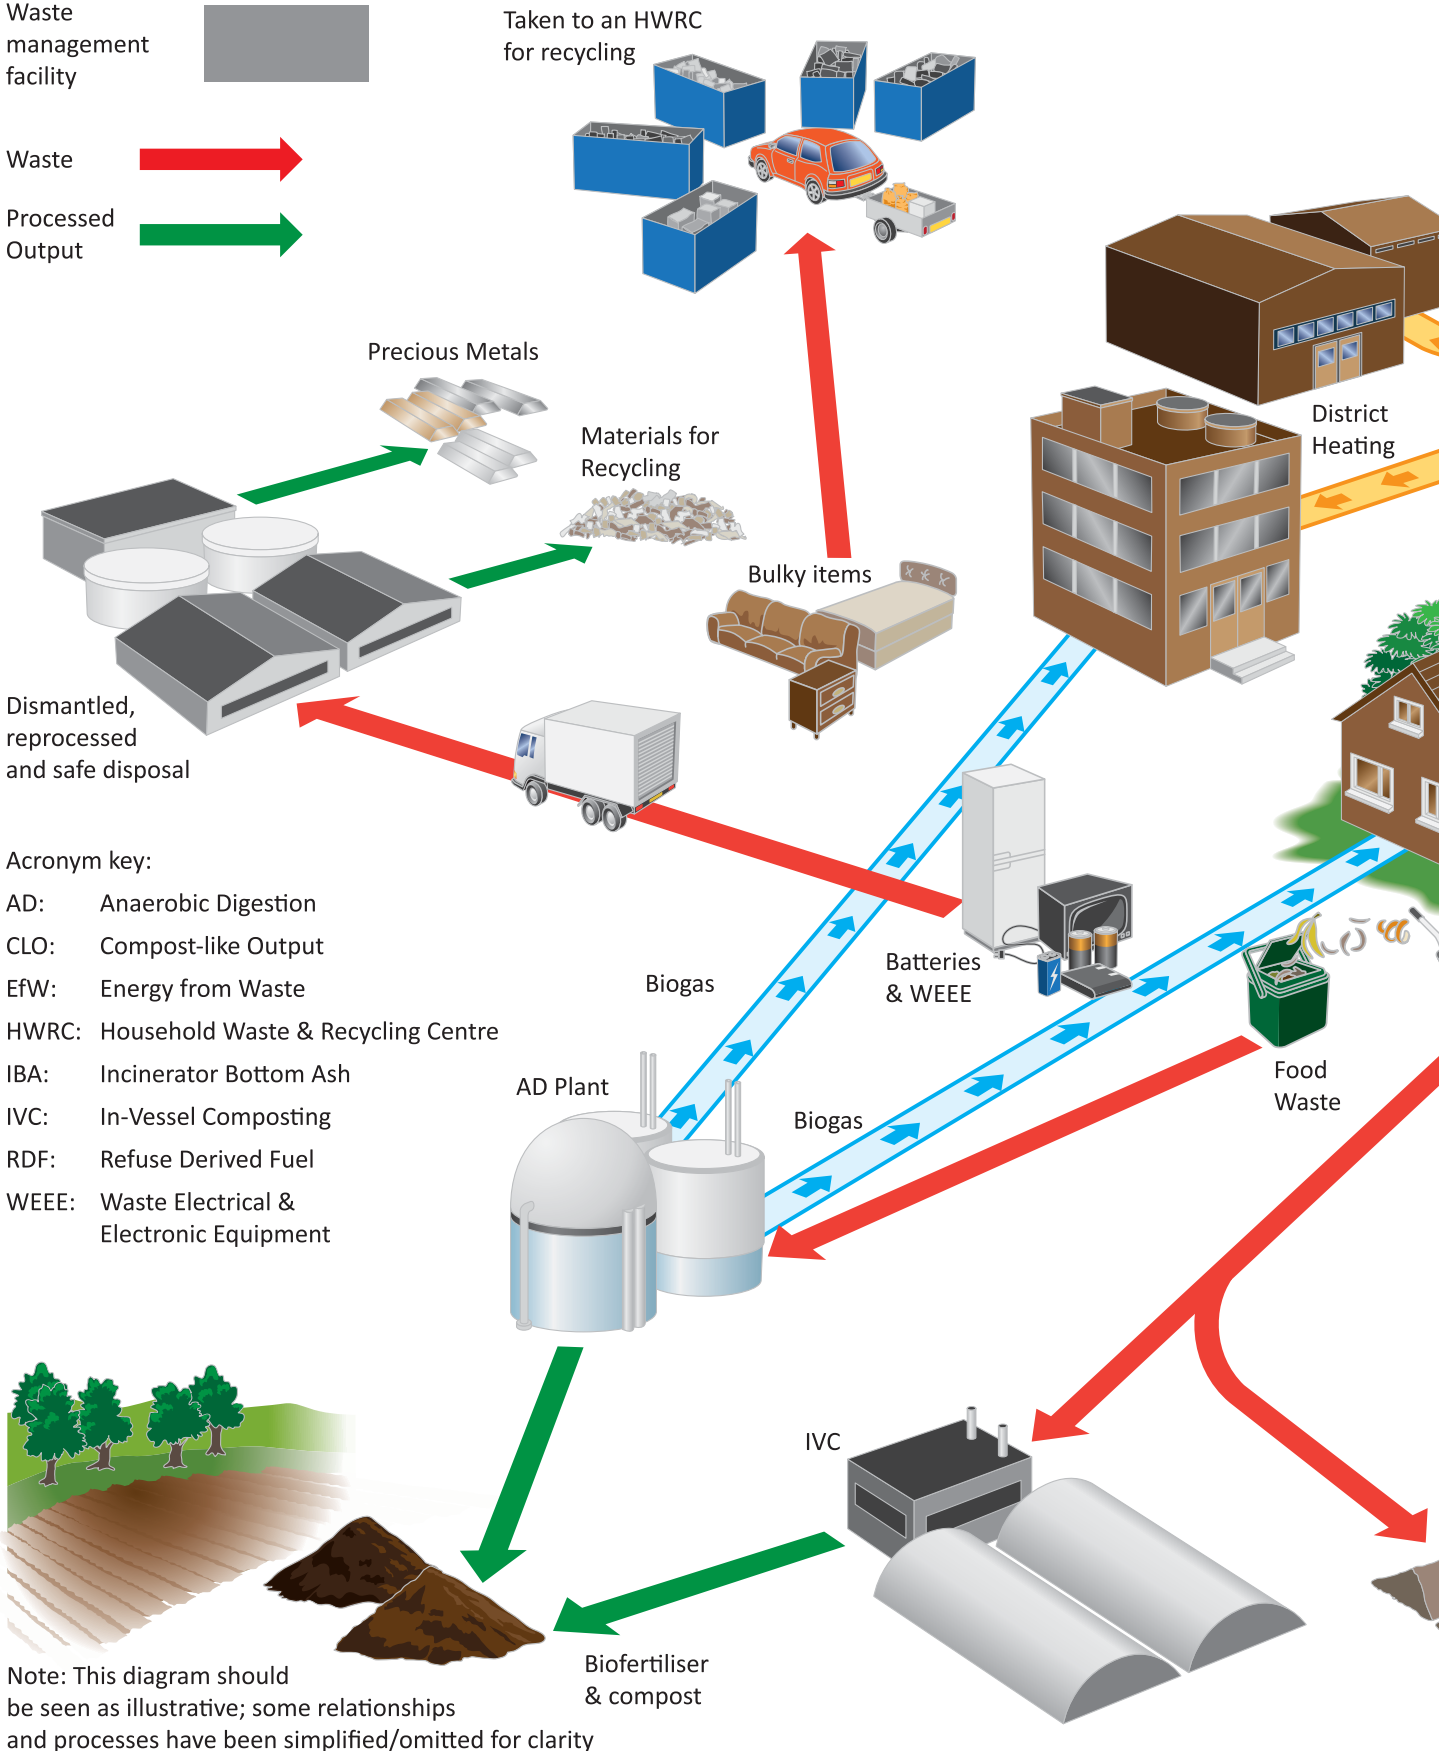 Waste
management
facility
Waste
Processed
Output
Taken to an HWRC
for recycling
Precious Metals
Materials for
Recycling
Bulky items
District
Heating
Dismantled,
reprocessed
and safe disposal
Acronym key:
AD: Anaerobic Digestion
CLO: Compost-like Output
EfW: Energy from Waste
HWRC: Household Waste & Recycling Centre
IBA: Incinerator Bottom Ash
IVC: In-Vessel Composting
RDF: Refuse Derived Fuel
WEEE: Waste Electrical &
Electronic Equipment
Batteries
& WEEE
Biogas
AD Plant
Biogas
Food
Waste
IVC
Biofertiliser
& compost
Note: This diagram should
be seen as illustrative; some relationships
and processes have been simplified/omitted for clarity